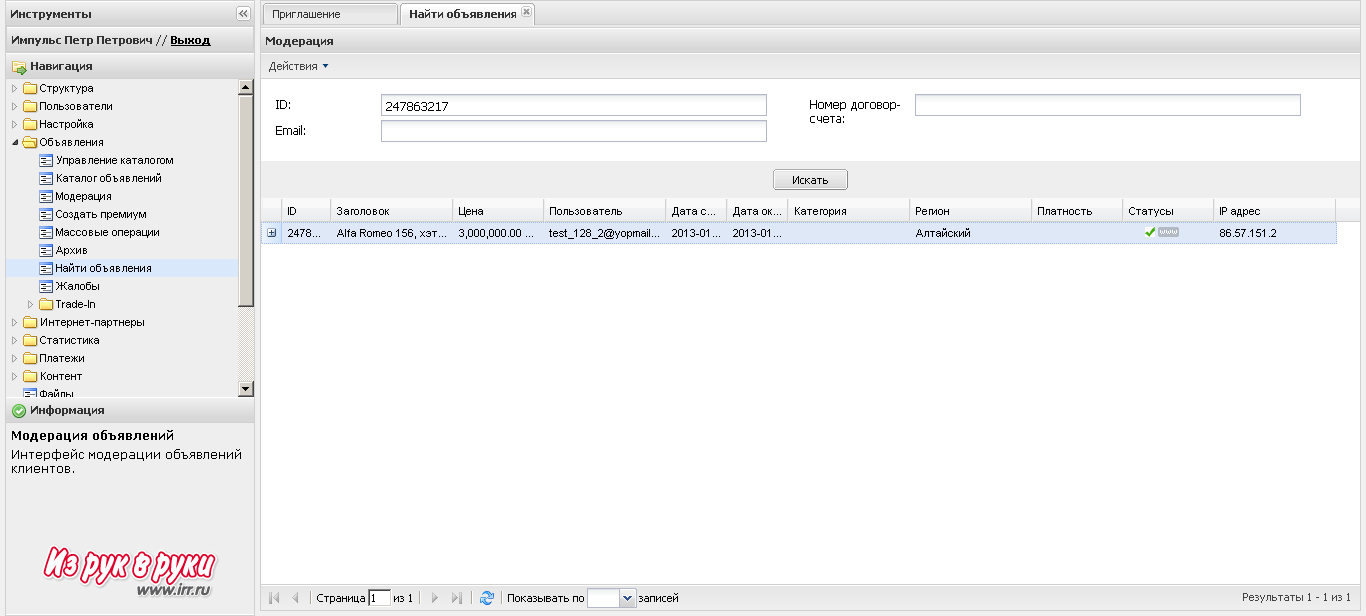 Инструменты
Импульс Петр Петрович // Выход
Навигация
Структура
Пользователи
Настройка
Объявления
Управление каталогом
Каталог объявлений
Модерация
Создать премиум
Массовые операции
Архив
Найти объявления
Жалобы
Trade-In
Интернет-партнеры
Статистика
Платежи
Контент
Файлы
Информация
Модерация объявлений
Интерфейс модерации объявлений
клиентов.
Из рук в руки
www.irr.ru
Приглашение
Найти объявления
Модерация
Действия
ID:
247863217
Номер договор-
счета:
Email:
Искать
ID Заголовок Цена Пользователь Дата с... Дата ок... Категория Регион Платность Статусы IP адрес
2478... Alfa Romeo 156, хэт... 3,000,000.00 ... test_128_2@yopmail... 2013-01... 2013-01... Алтайский www 86.57.151.2
Страница 1 из 1 Показывать по записей Результаты 1 - 1 из 1